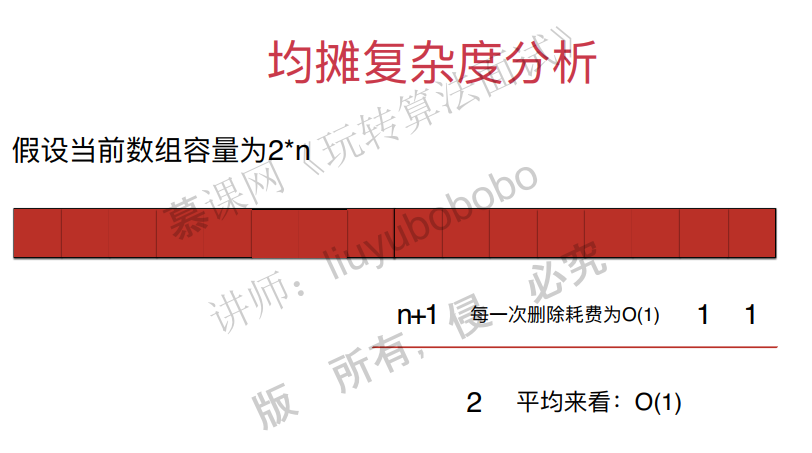 均摊复杂度分析
假设当前数组容量为2*n
慕课网《玩转算法面试》
讲师：liuyubobobo
n+1 每一次删除耗费为O(1) 1 1
版 所有，侵 必究
2 平均来看：O(1)